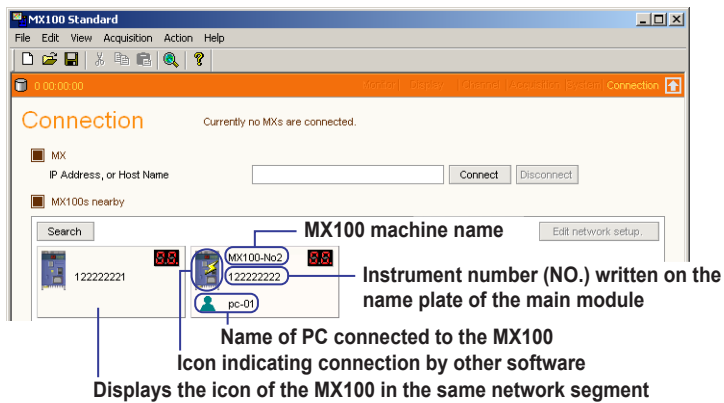 MX100 Standard
File Edit View Acquisition Action Help
0 00:00:00 Monitor | Display | Channel | Acquisition | System | Connection
Connection
Currently no MXs are connected.
MX
IP Address, or Host Name Connect Disconnect
MX100s nearby
Search MX100 machine name Edit network setup.
122222221 8.8. MX100-No2 8.8.
122222222 Instrument number (NO.) written on the
name plate of the main module
pc-01
Name of PC connected to the MX100
Icon indicating connection by other software
Displays the icon of the MX100 in the same network segment